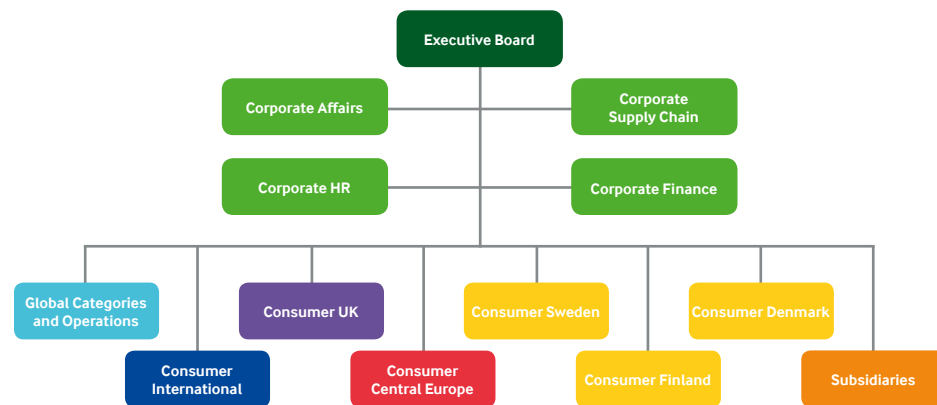 Executive Board
Corporate Affairs
Corporate
Supply Chain
Corporate HR
Corporate Finance
Global Categories
and Operations
Consumer UK
Consumer Sweden
Consumer Denmark
Consumer
International
Consumer
Central Europe
Consumer Finland
Subsidiaries